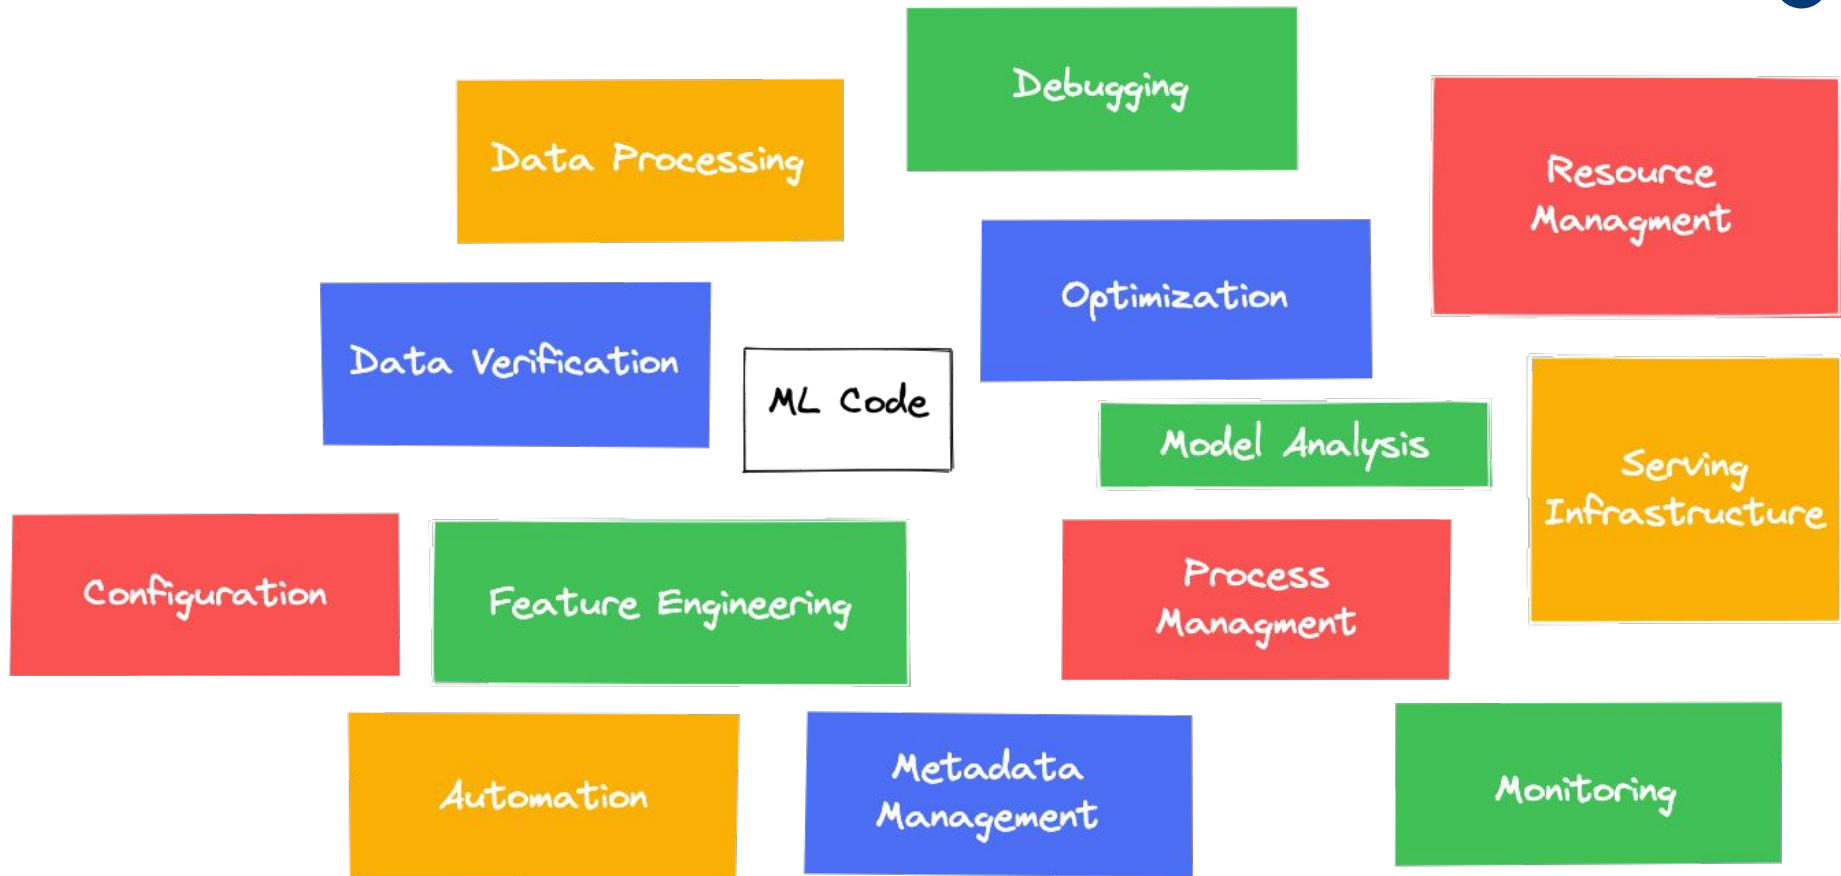 Debugging
Data Processing
Resource
Managment
Optimization
Data Verification
ML Code
Model Analysis
Serving
Infrastructure
Configuration
Feature Engineering
Process
Managment
Automation
Metadata
Management
Monitoring